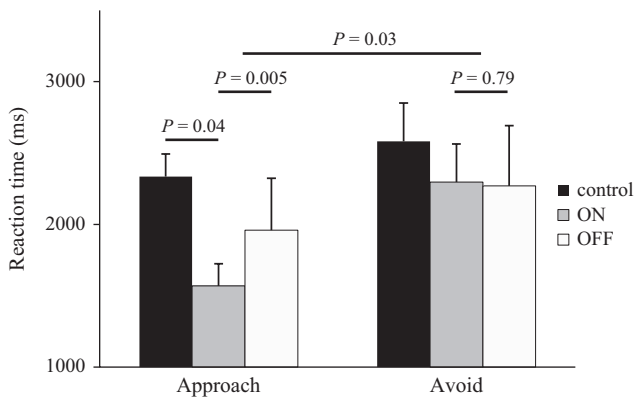 P = 0.03
3000
P = 0.005
P = 0.79
P = 0.04
Reaction time (ms)
control
ON
OFF
2000
1000
Approach
Avoid